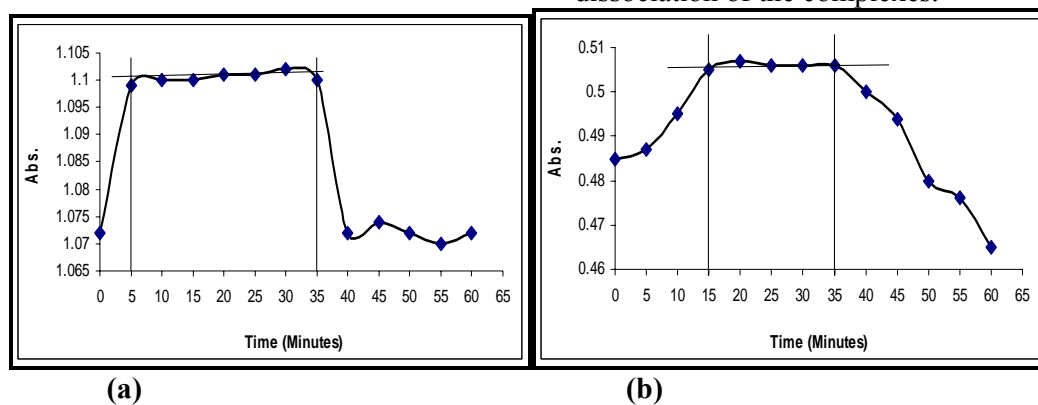 dissociation of the complexes.
1.105
1.1
1.095
1.09
1.085
1.08
1.075
1.07
1.065
Abs.
0 5 10 15 20 25 30 35 40 45 50 55 60 65
Time (Minutes)
0.51
0.5
0.49
0.48
0.47
0.46
Abs.
0 5 10 15 20 25 30 35 40 45 50 55 60 65
Time (Minutes)
(a)
(b)